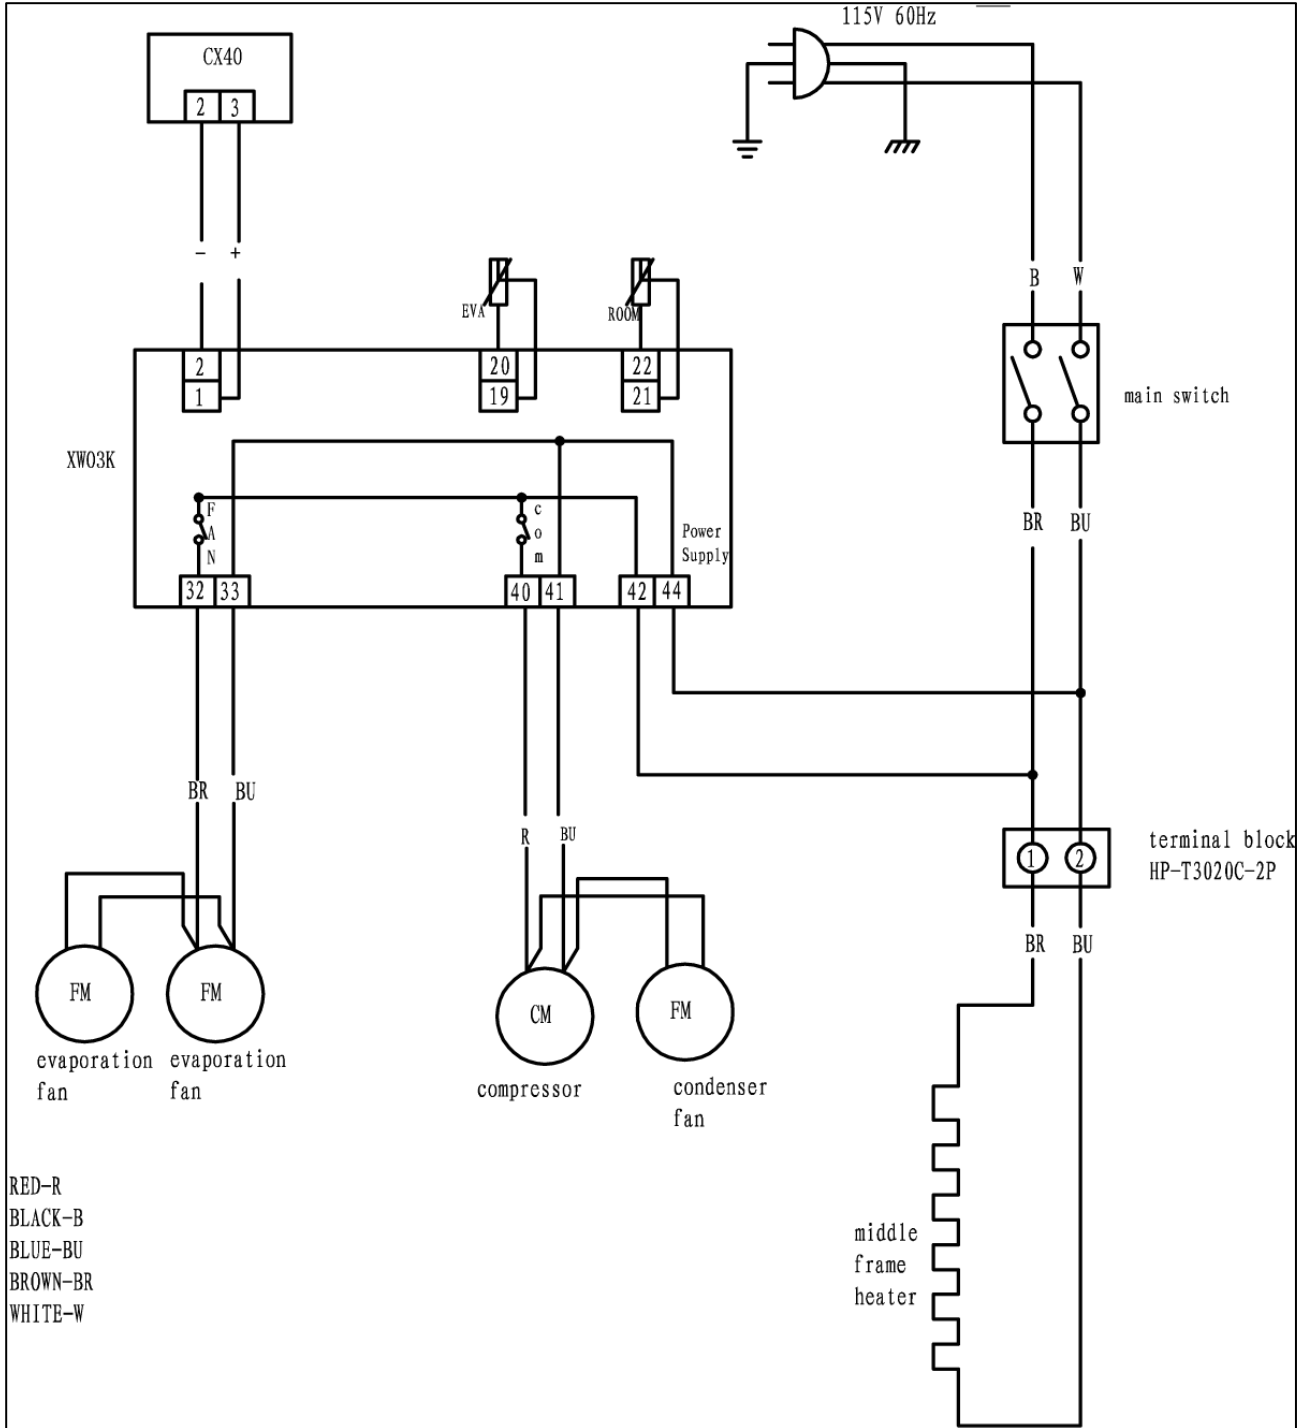 115V 60Hz
CX40
2 3
- +
B W
EVA
ROOM
2
1
20
19
22
21
main switch
XW03K
FAN
com
Power
Supply
BR BU
32 33
40 41
42 44
BR BU
R BU
1 2
terminal block
HP-T3020C-2P
BR BU
FM
FM
CM
FM
evaporation
fan
evaporation
fan
compressor
condenser
fan
RED-R
BLACK-B
BLUE-BU
BROWN-BR
WHITE-W
middle
frame
heater